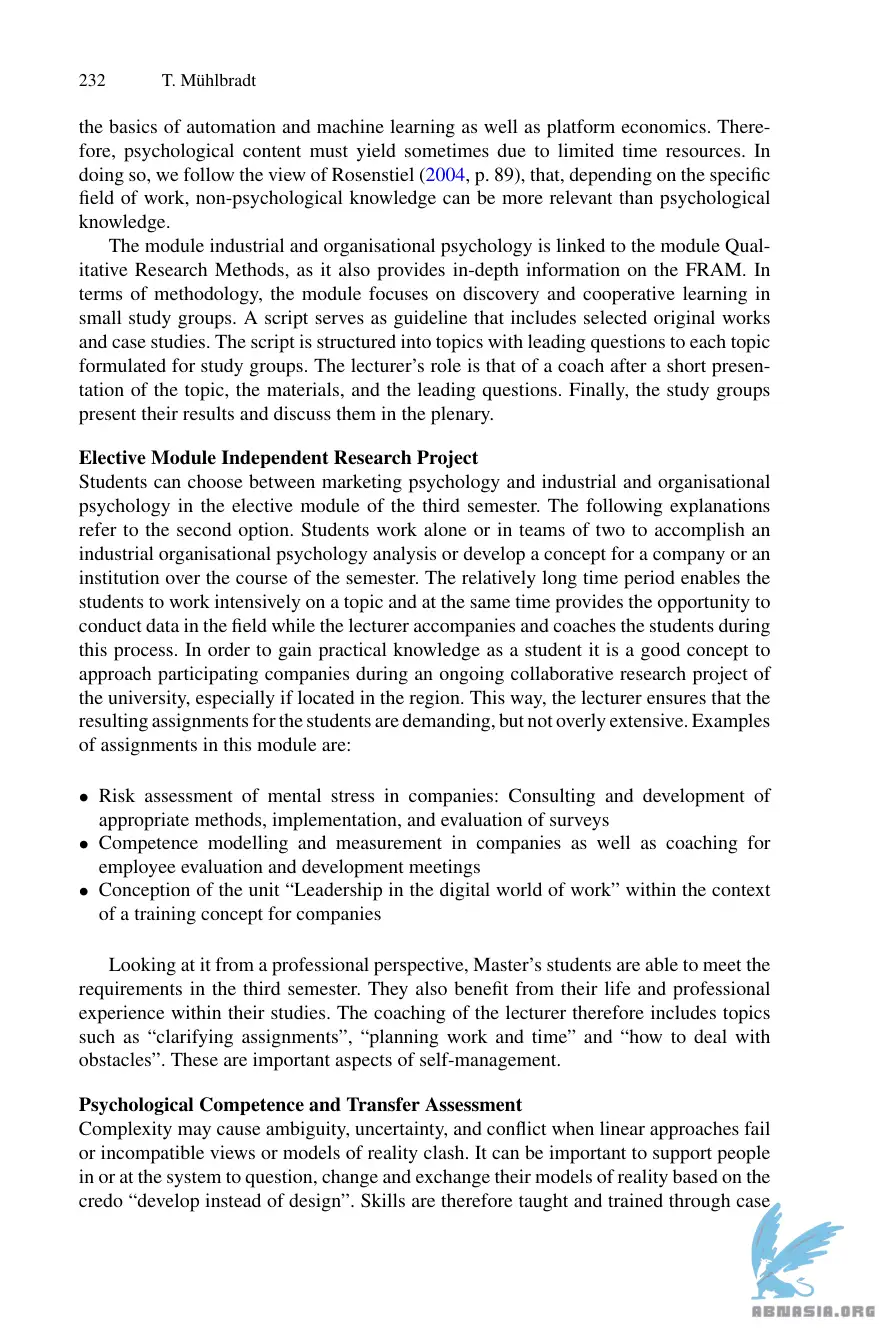 232 T. Mühlbradt
the basics of automation and machine learning as well as platform economics. There-
fore, psychological content must yield sometimes due to limited time resources. In
doing so, we follow the view of Rosenstiel (2004, p. 89), that, depending on the specific
field of work, non-psychological knowledge can be more relevant than psychological
knowledge.
The module industrial and organisational psychology is linked to the module Qual-
itative Research Methods, as it also provides in-depth information on the FRAM. In
terms of methodology, the module focuses on discovery and cooperative learning in
small study groups. A script serves as guideline that includes selected original works
and case studies. The script is structured into topics with leading questions to each topic
formulated for study groups. The lecturer’s role is that of a coach after a short presen-
tation of the topic, the materials, and the leading questions. Finally, the study groups
present their results and discuss them in the plenary.
Elective Module Independent Research Project
Students can choose between marketing psychology and industrial and organisational
psychology in the elective module of the third semester. The following explanations
refer to the second option. Students work alone or in teams of two to accomplish an
industrial organisational psychology analysis or develop a concept for a company or an
institution over the course of the semester. The relatively long time period enables the
students to work intensively on a topic and at the same time provides the opportunity to
conduct data in the field while the lecturer accompanies and coaches the students during
this process. In order to gain practical knowledge as a student it is a good concept to
approach participating companies during an ongoing collaborative research project of
the university, especially if located in the region. This way, the lecturer ensures that the
resulting assignments for the students are demanding, but not overly extensive. Examples
of assignments in this module are:
• Risk assessment of mental stress in companies: Consulting and development of
appropriate methods, implementation, and evaluation of surveys
• Competence modelling and measurement in companies as well as coaching for
employee evaluation and development meetings
• Conception of the unit “Leadership in the digital world of work” within the context
of a training concept for companies
Looking at it from a professional perspective, Master’s students are able to meet the
requirements in the third semester. They also benefit from their life and professional
experience within their studies. The coaching of the lecturer therefore includes topics
such as “clarifying assignments”, “planning work and time” and “how to deal with
obstacles”. These are important aspects of self-management.
Psychological Competence and Transfer Assessment
Complexity may cause ambiguity, uncertainty, and conflict when linear approaches fail
or incompatible views or models of reality clash. It can be important to support people
in or at the system to question, change and exchange their models of reality based on the
credo “develop instead of design”. Skills are therefore taught and trained through case
ABNASIA.ORG